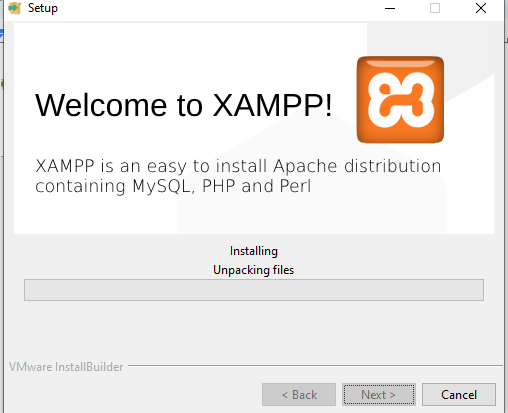 Setup
Welcome to XAMPP!
XAMPP is an easy to install Apache distribution
containing MySQL, PHP and Perl
Installing
Unpacking files
VMware InstallBuilder
< Back
Next >
Cancel